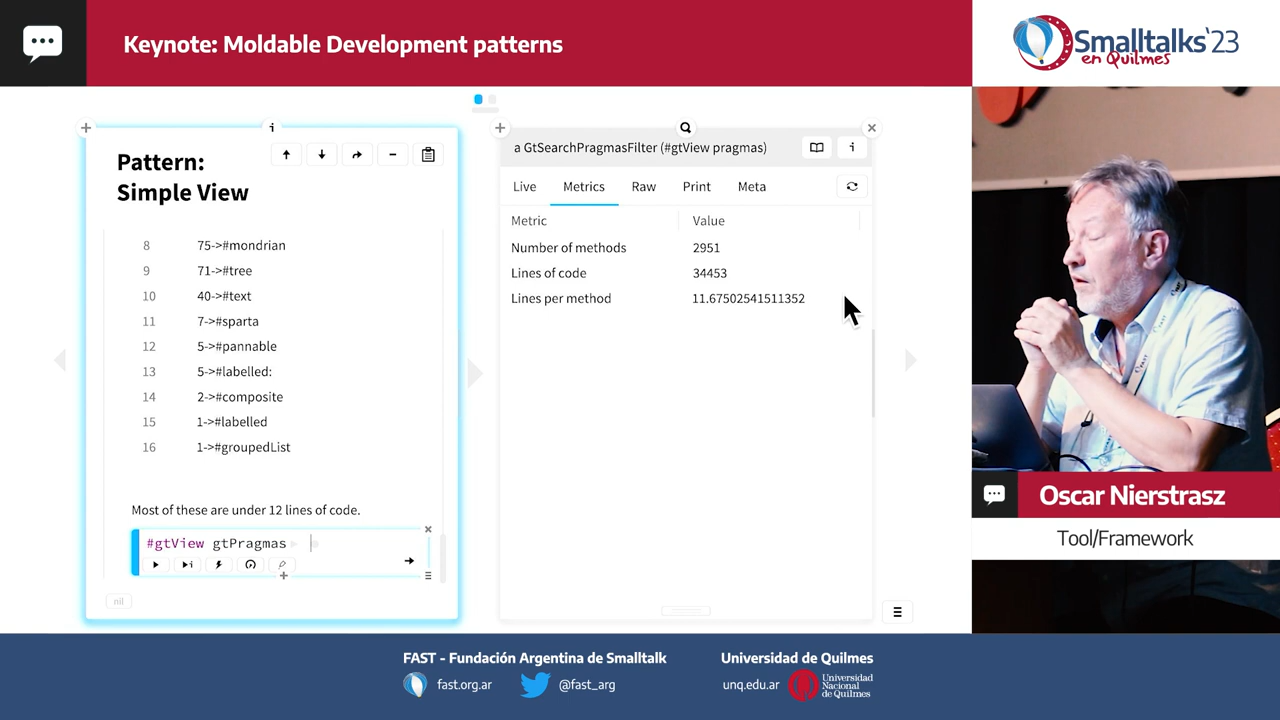 Keynote: Moldable Development patterns
Smalltalks'23
en Quilmes
Pattern:
Simple View
8 75->#mondrian
9 71->#tree
10 40->#text
11 7->#sparta
12 5->#pannable
13 5->#labelled:
14 2->#composite
15 1->#labelled
16 1->#groupedList
Most of these are under 12 lines of code.
#gtView gtPragmas
nil
a GtSearchPragmasFilter (#gtView pragmas)
Live Metrics Raw Print Meta
Metric Value
Number of methods 2951
Lines of code 34453
Lines per method 11.67502541511352
Oscar Nierstrasz
Tool/Framework
FAST - Fundación Argentina de Smalltalk
fast.org.ar @fast_arg
Universidad de Quilmes
unq.edu.ar
Universidad
Nacional
de Quilmes